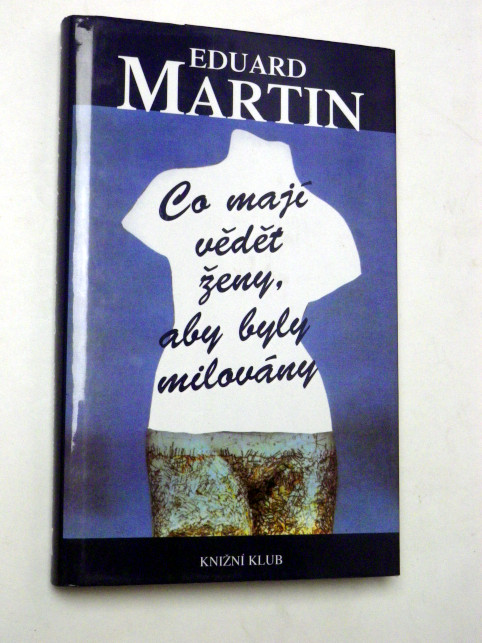 EDUARD
MARTIN
Co mají
vědět
ženy,
aby byly
milovány
KNIŽNÍ KLUB